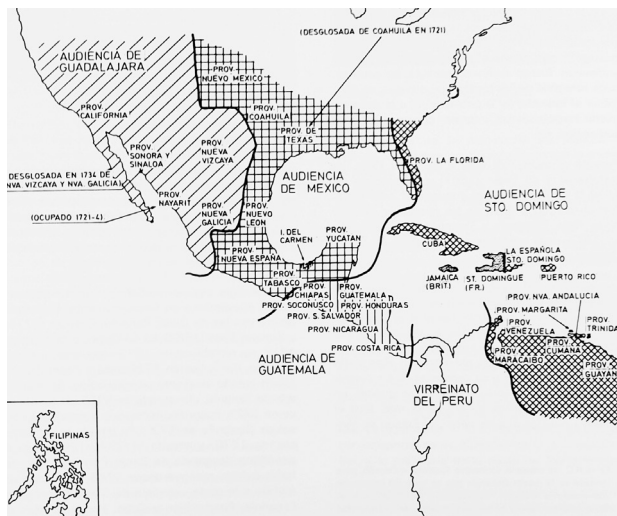 (DESGLOSADA DE COAHUILA EN 1721)
AUDIENCIA DE
GUADALAJARA
PROV.
NUEVO MEXICO
PROV.
CALIFORNIA
PROV.
COAHUILA
PROV. DE
TEXAS
PROV.
SONORA Y
SINALOA
PROV.
NUEVA
VIZCAYA
PROV. LA FLORIDA
DESGLOSADA EN 1734 DE
NVA. VIZCAYA Y NVA. GALICIA)
AUDIENCIA
DE MEXICO
PROV
NAYARIT
AUDIENCIA DE
STO. DOMINGO
(OCUPADO 1721-4)
PROV.
NUEVA
GALICIA
PROV
NUEVO
LEON
I. DEL
CARMEN
PROV.
YUCATAN
CUBA
LA ESPAÑOLA
STO. DOMINGO
PROV.
NUEVA ESPAÑA
JAMAICA
(BRIT)
ST. DOMINGUE
(F.R.)
PUERTO RICO
PROV.
TABASCO
PROV
CHIAPAS
PROV.
GUATEMALA
PROV. SOCONUSCO
PROV. HONDURAS
PROV. S. SALVADOR
PROV. NICARAGUA
PROV. COSTA RICA
PROV. NVA. ANDALUCIA
PROV. MARGARITA
PROV
VENEZUELA
PROV
TRINIDA
PROV
CUMANA
PROV
MARACAIBO
PROV
GUAYAN
AUDIENCIA DE
GUATEMALA
VIRREINATO
DEL PERU
FILIPINAS